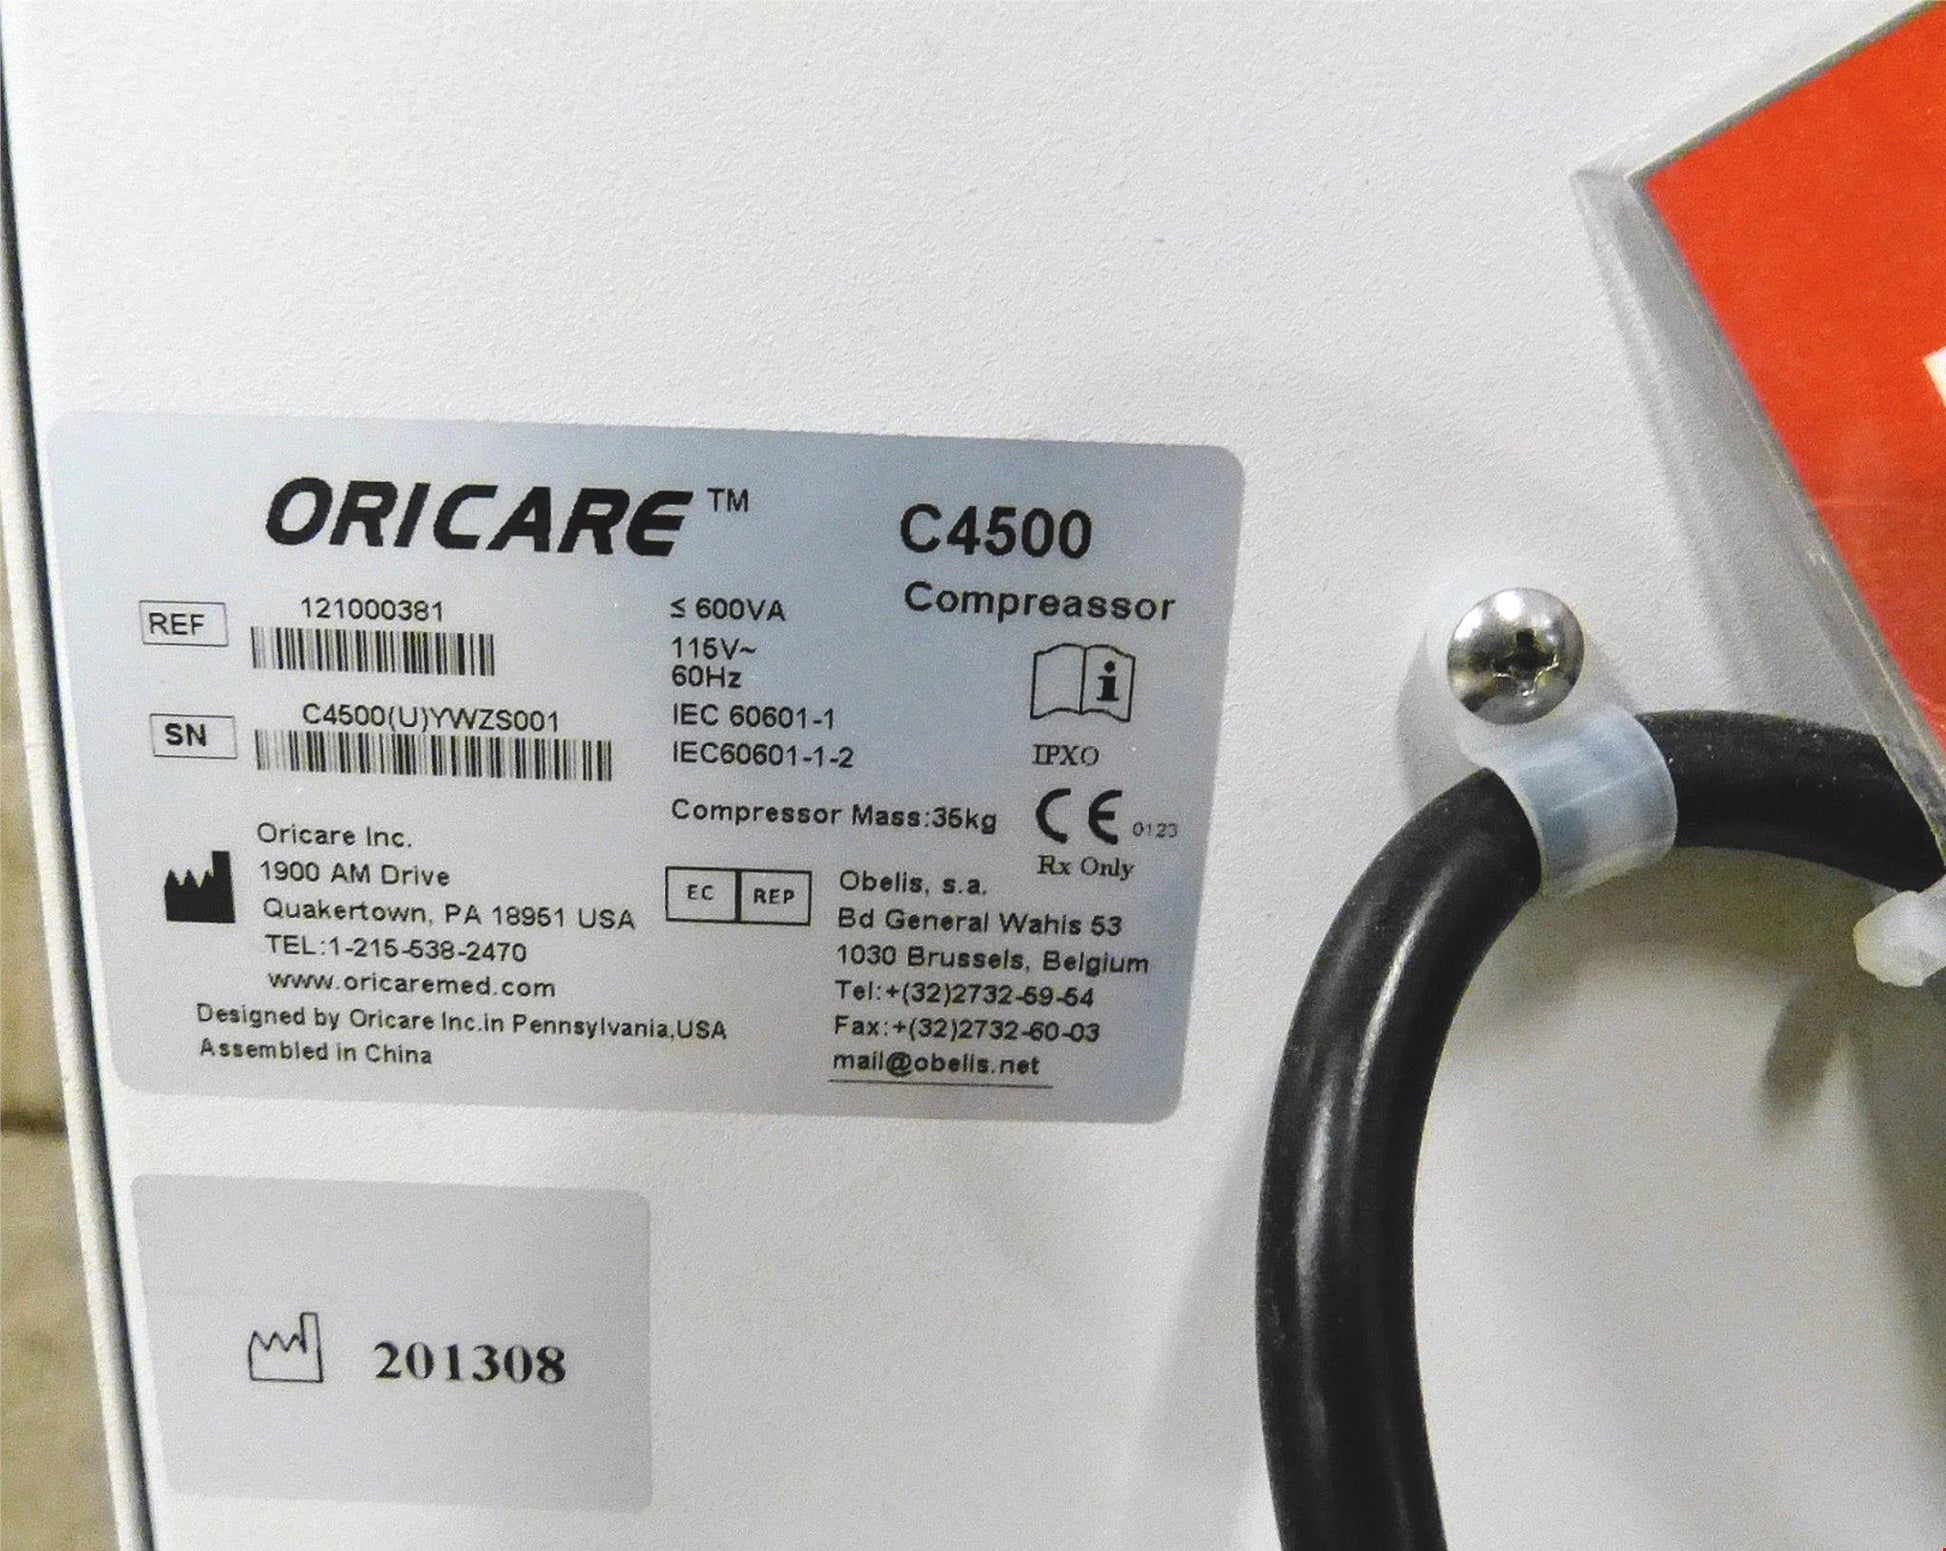 ORICARE™
C4500
Compreassor
REF
121000381
SN
C4500(U)YWZS001
≤ 600VA
115V~
60Hz
IEC 60601-1
IEC60601-1-2
IPXO
Compressor Mass:35kg
CE 0123
Rx Only
Oricare Inc.
1900 AM Drive
Quakertown, PA 18951 USA
TEL:1-215-538-2470
www.oricaremed.com
Designed by Oricare Inc.in Pennsylvania,USA
Assembled in China
EC REP
Obelis, s.a.
Bd General Wahis 53
1030 Brussels, Belgium
Tel:+(32)2732-59-54
Fax:+(32)2732-60-03
mail@obelis.net
201308